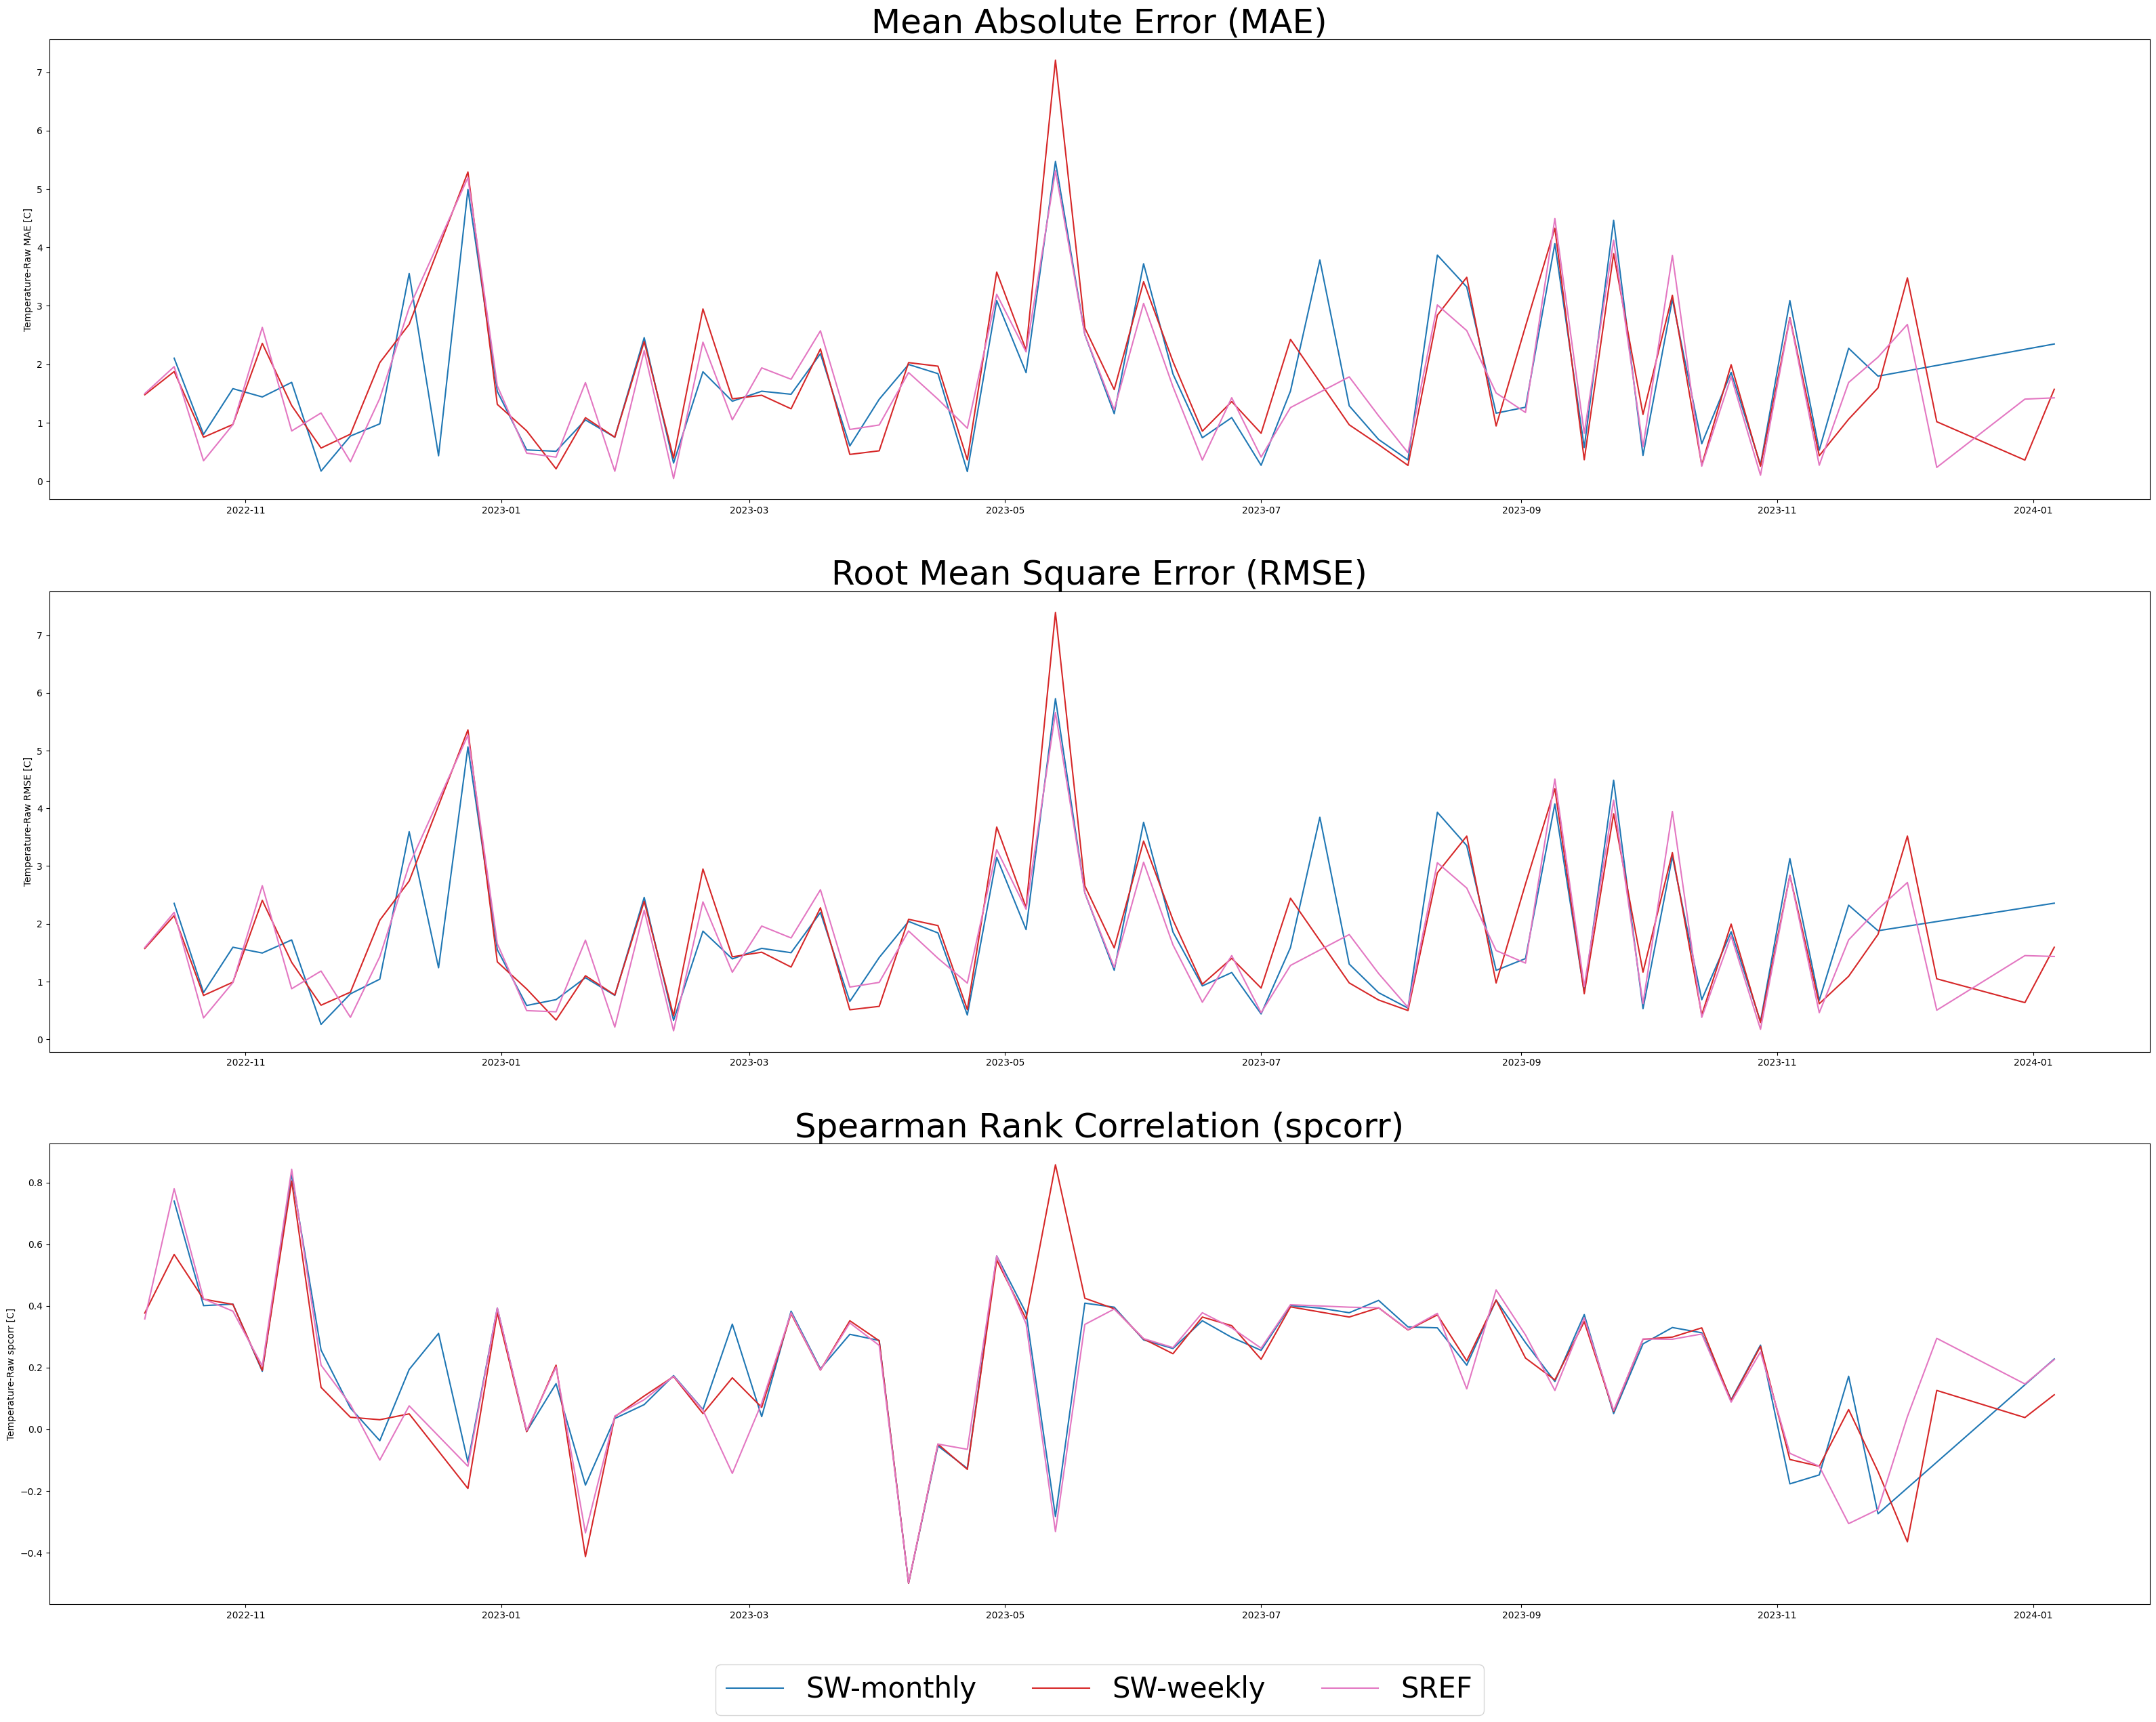 Mean Absolute Error (MAE)
Temperature-Raw MAE [C]
7
6
5
4
3
2
1
0
2022-11 2023-01 2023-03 2023-05 2023-07 2023-09 2023-11 2024-01
Root Mean Square Error (RMSE)
Temperature-Raw RMSE [C]
7
6
5
4
3
2
1
0
2022-11 2023-01 2023-03 2023-05 2023-07 2023-09 2023-11 2024-01
Spearman Rank Correlation (spcorr)
Temperature-Raw spcorr [C]
0.8
0.6
0.4
0.2
0.0
−0.2
−0.4
2022-11 2023-01 2023-03 2023-05 2023-07 2023-09 2023-11 2024-01
SW-monthly SW-weekly SREF